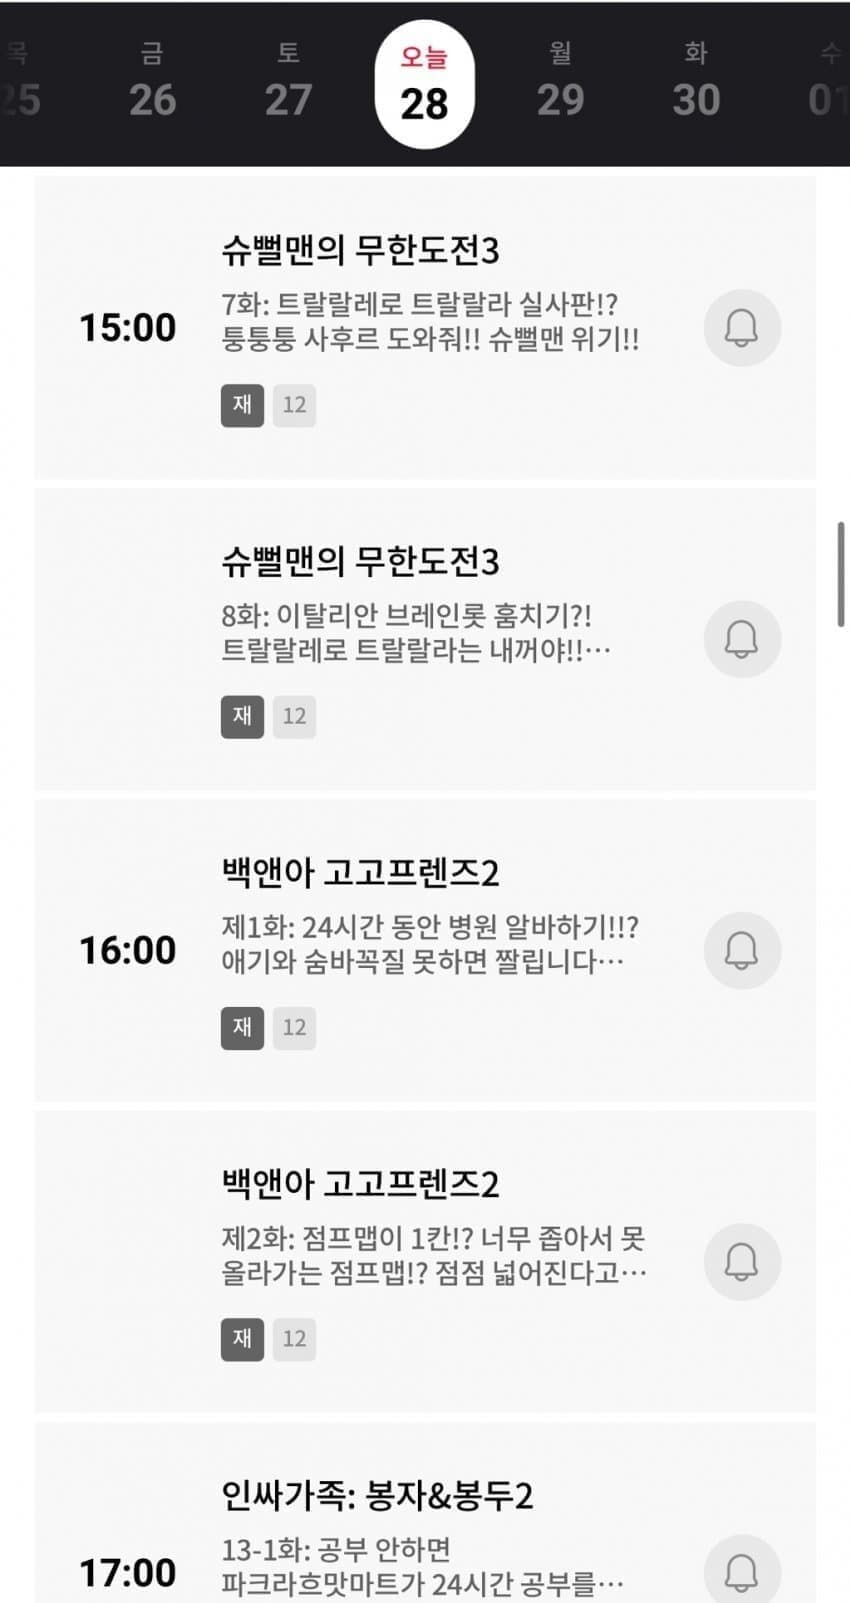 목 금 토 오늘 월 화 수
25 26 27 28 29 30 01
슈뻘맨의 무한도전3
7화: 트랄랄레로 트랄랄라 실사판!?
15:00
퉁퉁퉁 사후르 도와줘!! 슈뻘맨 위기!!
재 12
슈뻘맨의 무한도전3
8화: 이탈리안 브레인롯 훔치기?!
트랄랄레로 트랄랄라는 내꺼야!!…
재 12
백앤아 고고프렌즈2
제1화: 24시간 동안 병원 알바하기!!?
16:00
애기와 숨바꼭질 못하면 짤립니다…
재 12
백앤아 고고프렌즈2
제2화: 점프맵이 1칸!? 너무 좁아서 못
올라가는 점프맵!? 점점 넓어진다고…
재 12
인싸가족: 봉자&봉두2
13-1화: 공부 안하면
17:00
파크라흐맛마트가 24시간 공부를…